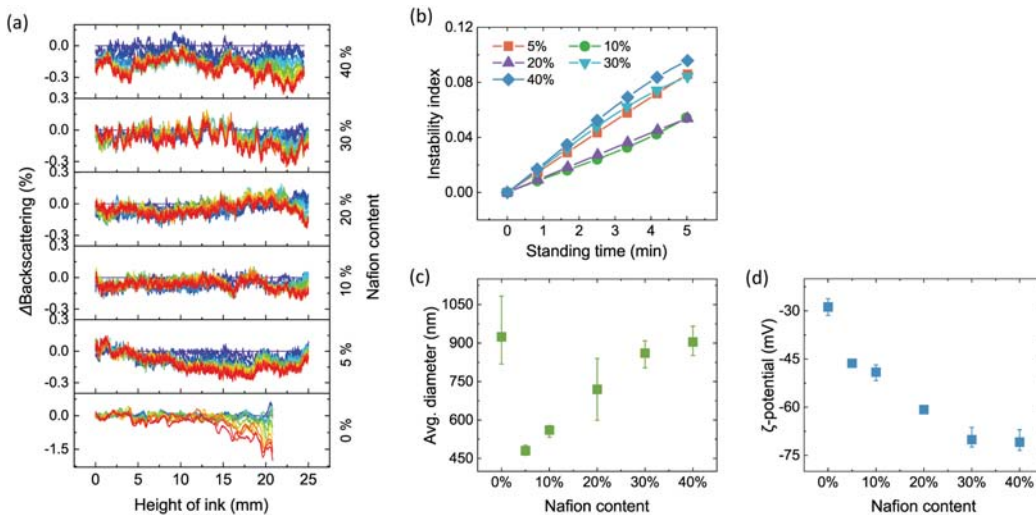 (a)
0.0
-0.3
0.3
0.0
-0.3
0.3
0.0
-0.3
0.3
0.0
-0.3
0.3
0.0
-0.3
0.0
-1.5
0 5 10 15 20 25
Height of ink (mm)
ΔBackscattering (%)
40 %
30 %
20 %
10 %
5 %
0 %
Nafion content
(b)
5% 10%
20% 30%
40%
0.12
0.08
0.04
0.00
0 1 2 3 4 5
Standing time (min)
Instability index
(c)
1050
900
750
600
450
0% 10% 20% 30% 40%
Nafion content
Avg. diameter (nm)
(d)
-30
-45
-60
-75
0% 10% 20% 30% 40%
Nafion content
ζ-potential (mV)